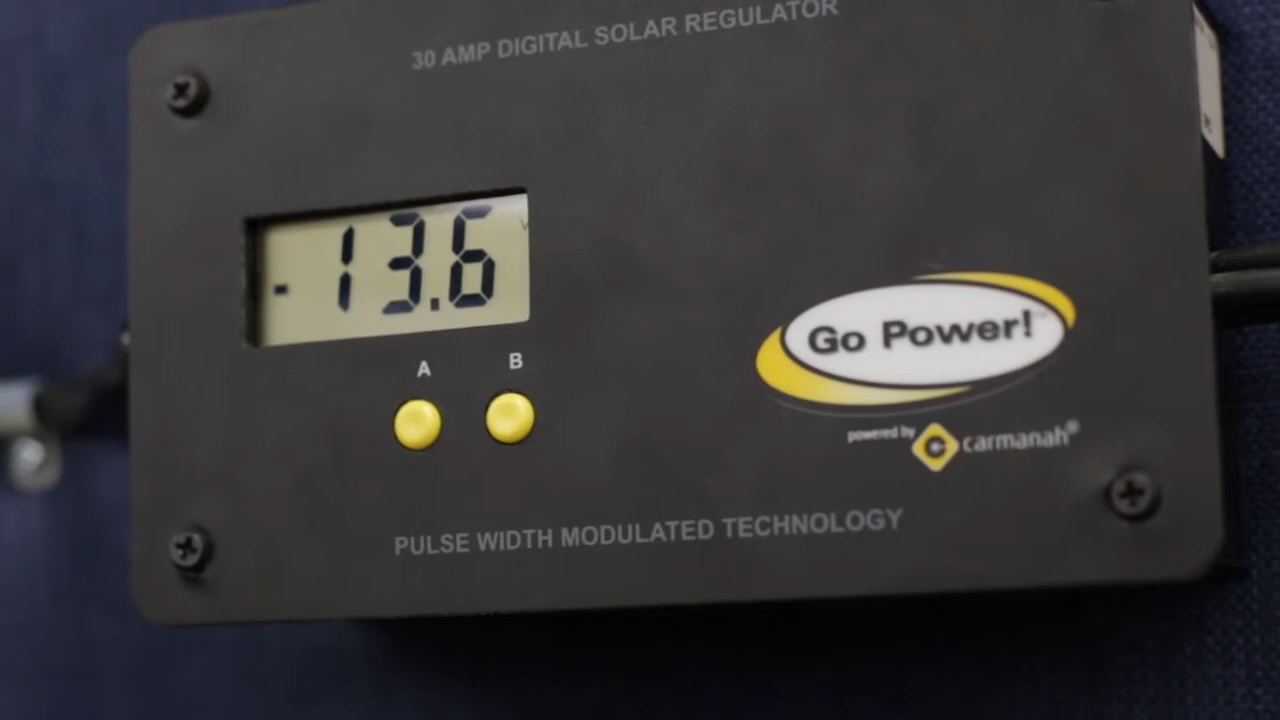 30 AMP DIGITAL SOLAR REGULATOR
- 13.6
A B
Go Power!
powered by carmanah®
PULSE WIDTH MODULATED TECHNOLOGY